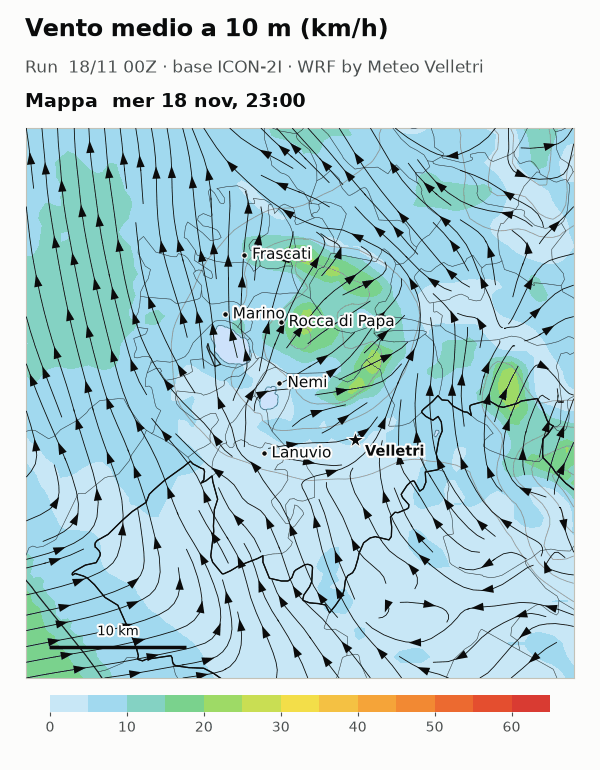 Vento medio a 10 m (km/h)
Run  18/11 00Z · base ICON-2I · WRF by Meteo Velletri
Mappa  mer 18 nov, 23:00
Frascati
Marino
Rocca di Papa
Nemi
Velletri
Lanuvio
10 km
0 10 20 30 40 50 60